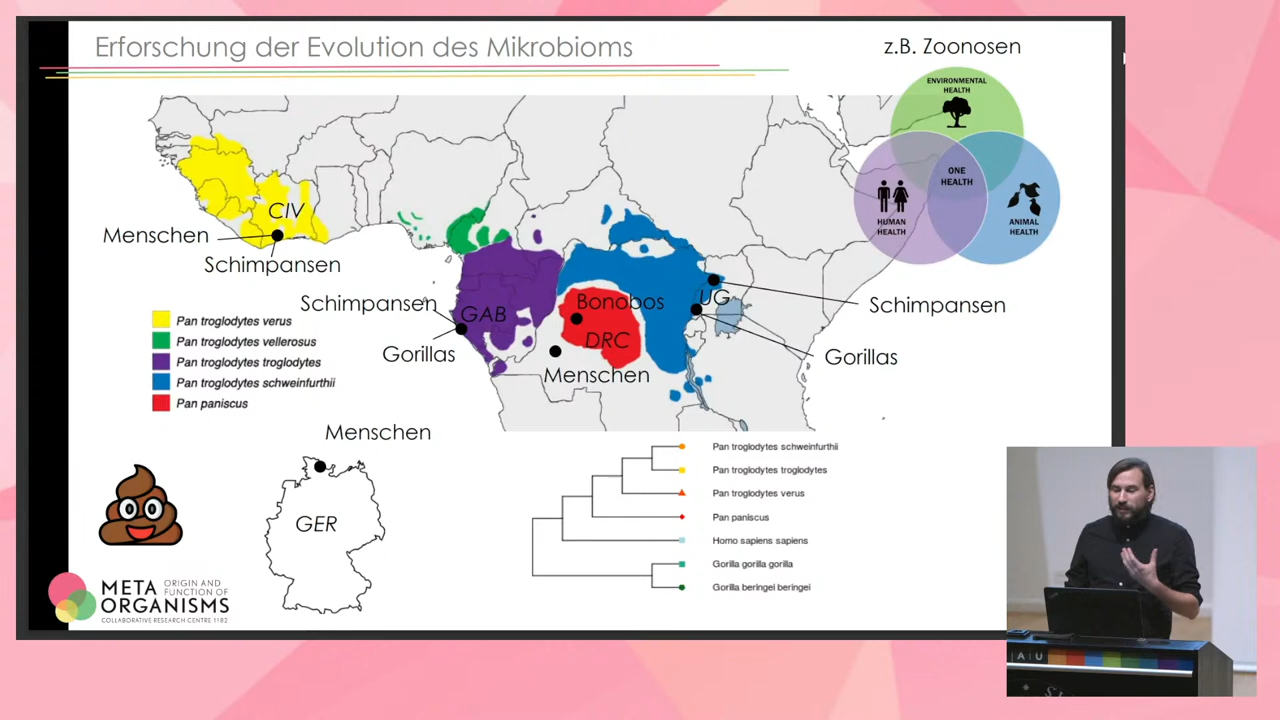 Erforschung der Evolution des Mikrobioms
z.B. Zoonosen
ENVIRONMENTAL
HEALTH
ONE
HEALTH
HUMAN
HEALTH
ANIMAL
HEALTH
CIV
Menschen
Schimpansen
Schimpansen
GAB
Gorillas
Bonobos
DRC
Menschen
UG
Schimpansen
Gorillas
Pan troglodytes verus
Pan troglodytes vellerosus
Pan troglodytes troglodytes
Pan troglodytes schweinfurthii
Pan paniscus
Menschen
GER
Pan troglodytes schweinfurthii
Pan troglodytes troglodytes
Pan troglodytes verus
Pan paniscus
Homo sapiens sapiens
Gorilla gorilla gorilla
Gorilla beringei beringei
META
ORGANISMS
ORIGIN AND
FUNCTION OF
COLLABORATIVE RESEARCH CENTRE 1182
A U